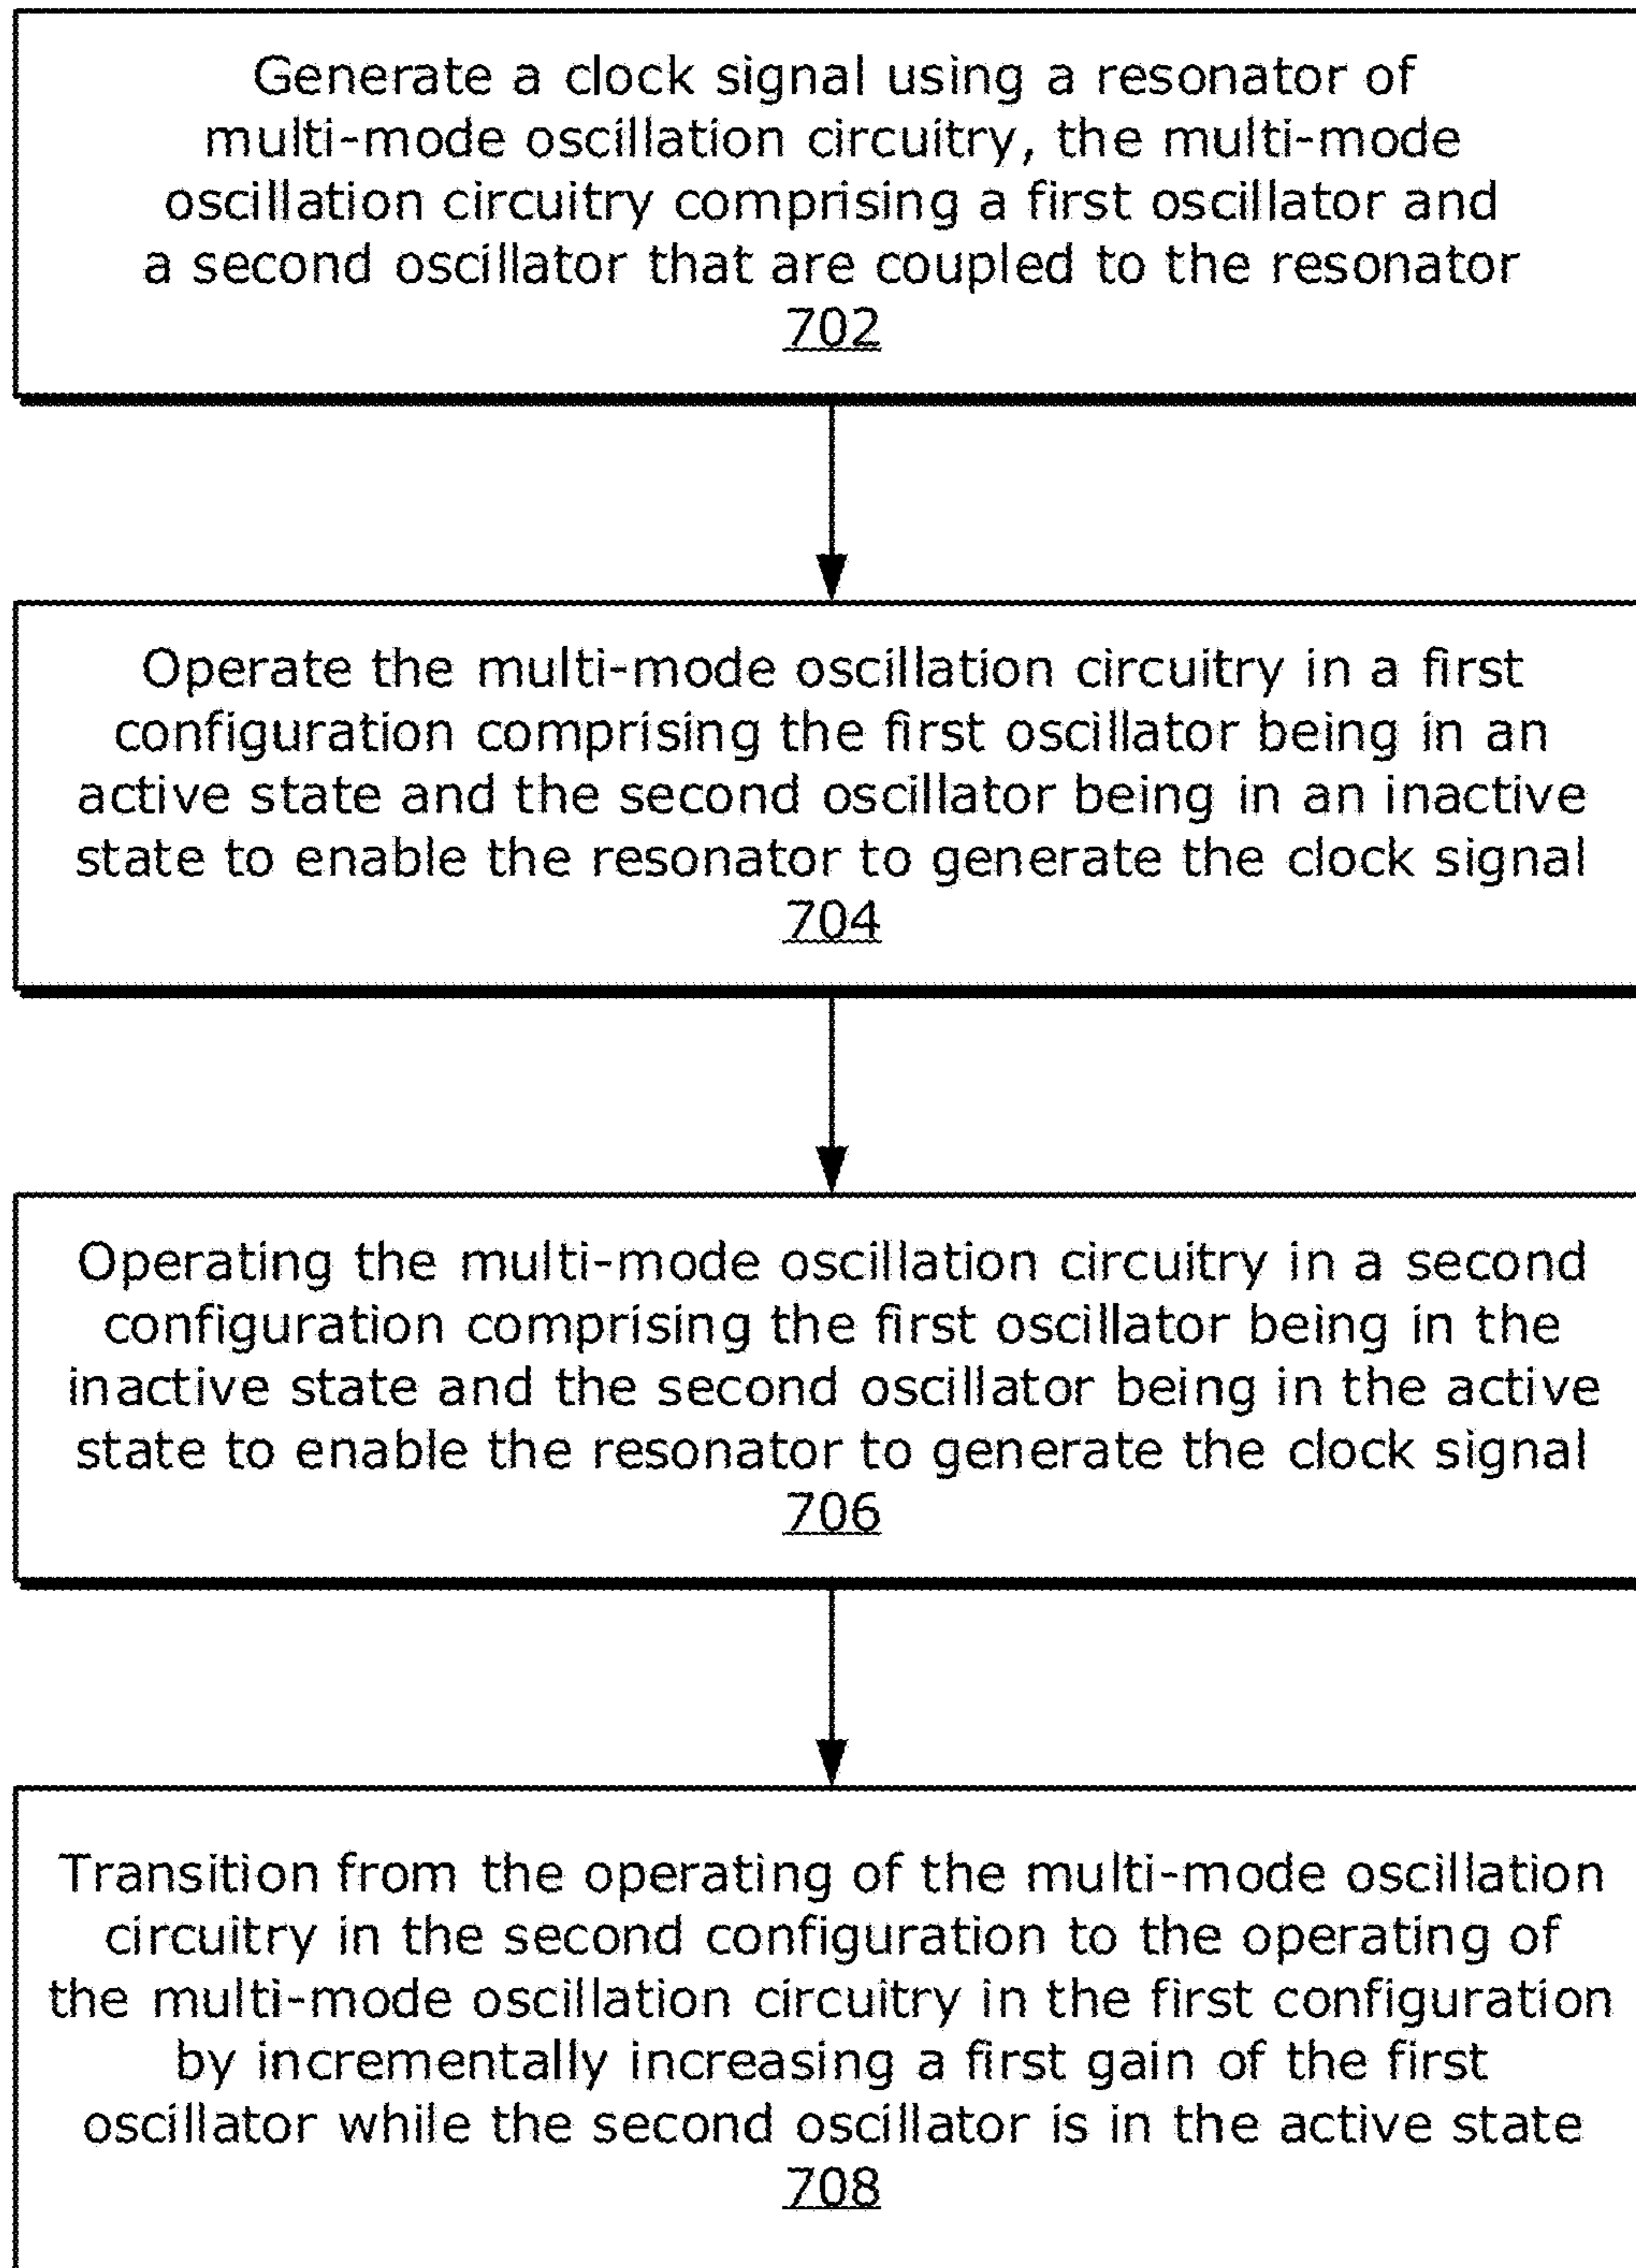 Generate a clock signal using a resonator of
multi-mode oscillation circuitry, the multi-mode
oscillation circuitry comprising a first oscillator and
a second oscillator that are coupled to the resonator
702
Operate the multi-mode oscillation circuitry in a first
configuration comprising the first oscillator being in an
active state and the second oscillator being in an inactive
state to enable the resonator to generate the clock signal
704
Operating the multi-mode oscillation circuitry in a second
configuration comprising the first oscillator being in the
inactive state and the second oscillator being in the active
state to enable the resonator to generate the clock signal
706
Transition from the operating of the multi-mode oscillation
circuitry in the second configuration to the operating of
the multi-mode oscillation circuitry in the first configuration
by incrementally increasing a first gain of the first
oscillator while the second oscillator is in the active state
708